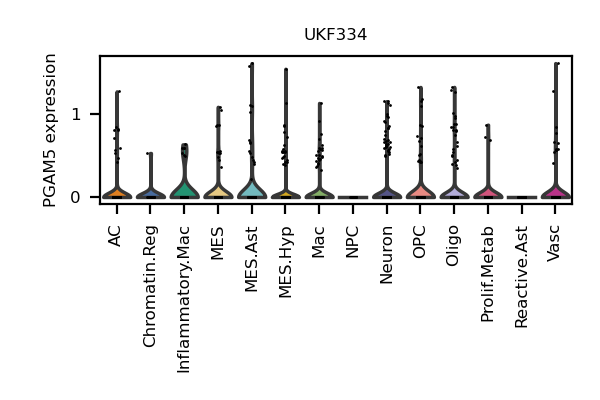 UKF334
PGAM5 expression
1
0
AC
Chromatin.Reg
Inflammatory.Mac
MES
MES.Ast
MES.Hyp
Mac
NPC
Neuron
OPC
Oligo
Prolif.Metab
Reactive.Ast
Vasc